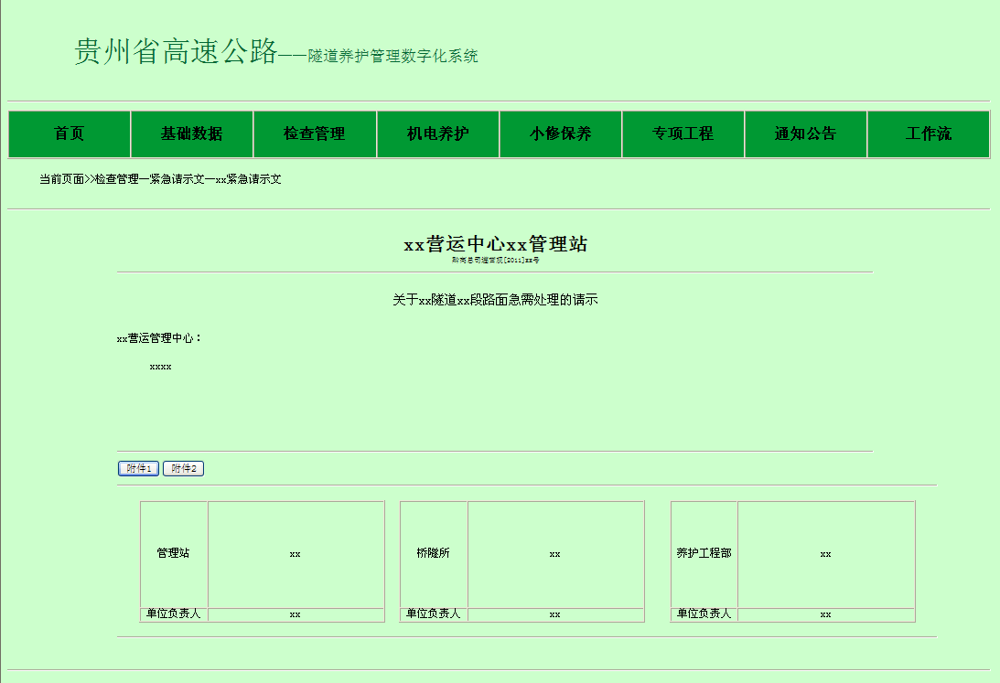 贵州省高速公路——隧道养护管理数字化系统
首页 基础数据 检查管理 机电养护 小修保养 专项工程 通知公告 工作流
当前页面>>检查管理—紧急请示文—xx紧急请示文
xx营运中心xx管理站
[2011]xx号
关于xx隧道xx段路面急需处理的请示
xx营运管理中心：
xxxx
附件1 附件2
管理站 xx 桥隧所 xx 养护工程部 xx
单位负责人 xx 单位负责人 xx 单位负责人 xx